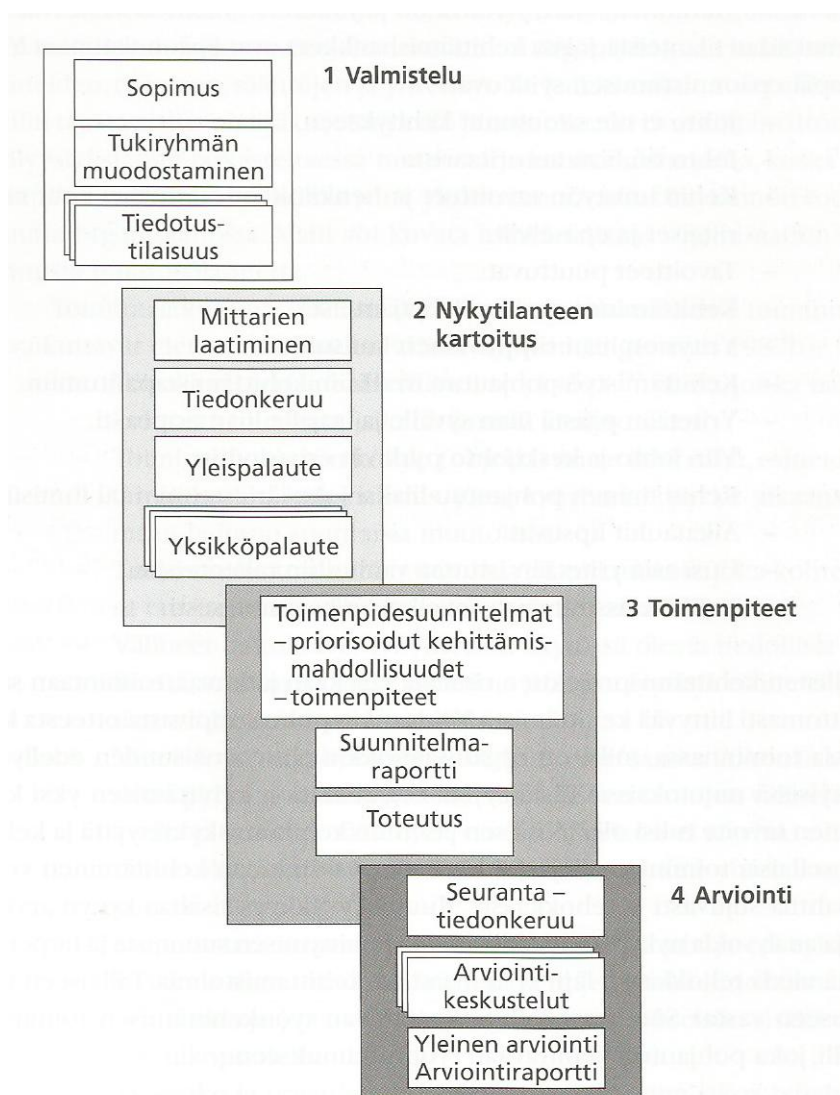 1 Valmistelu
Sopimus
Tukiryhmän
muodostaminen
Tiedotus-
tilaisuus
2 Nykytilanteen
kartoitus
Mittarien
laatiminen
Tiedonkeruu
Yleispalaute
Yksikköpalaute
3 Toimenpiteet
Toimenpidesuunnitelmat
– priorisoidut kehittämis-
mahdollisuudet
– toimenpiteet
Suunnitelma-
raportti
Toteutus
4 Arviointi
Seuranta –
tiedonkeruu
Arviointi-
keskustelut
Yleinen arviointi
Arviointiraportti